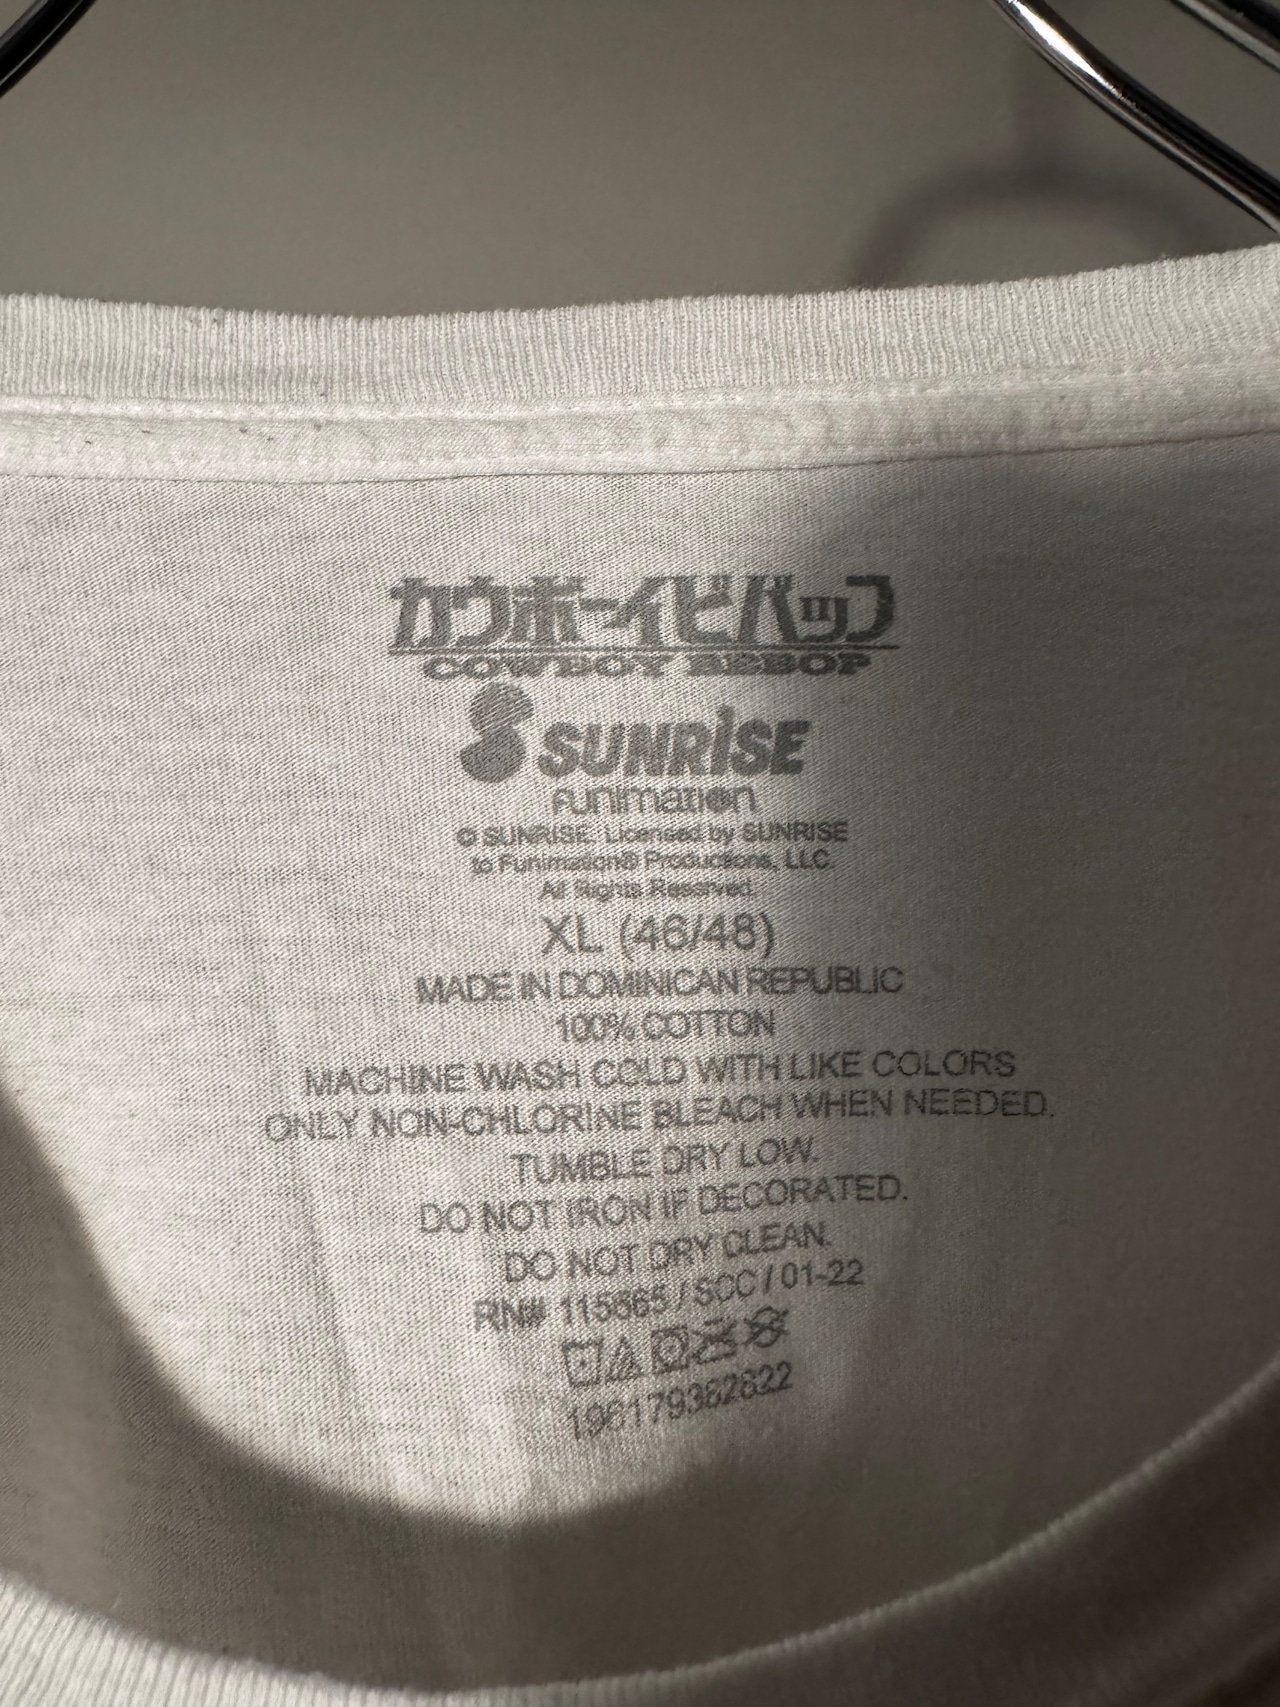 カウボーイビバップ
COWBOY BEBOP
SUNRISE
FUNIMATION
© SUNRISE. Licensed by SUNRISE
to Funimation® Productions, LLC.
All Rights Reserved.
XL (46/48)
MADE IN DOMINICAN REPUBLIC
100% COTTON
MACHINE WASH COLD WITH LIKE COLORS
ONLY NON-CHLORINE BLEACH WHEN NEEDED.
TUMBLE DRY LOW.
DO NOT IRON IF DECORATED.
DO NOT DRY CLEAN.
RN# 115665 / SCC / 01-22
196179382622